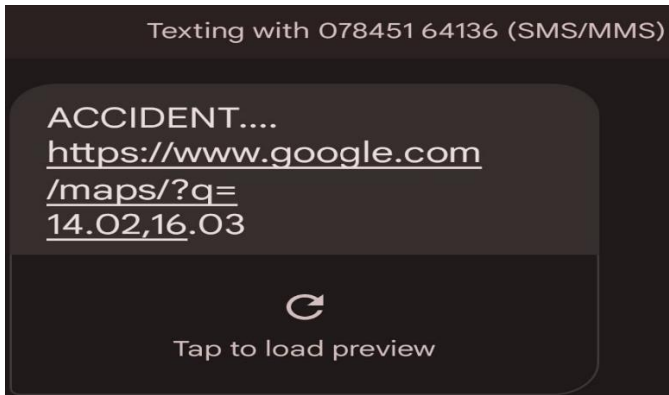 Texting with 078451 64136 (SMS/MMS)
ACCIDENT....
https://www.google.com
/maps/?q=
14.02,16.03
Tap to load preview